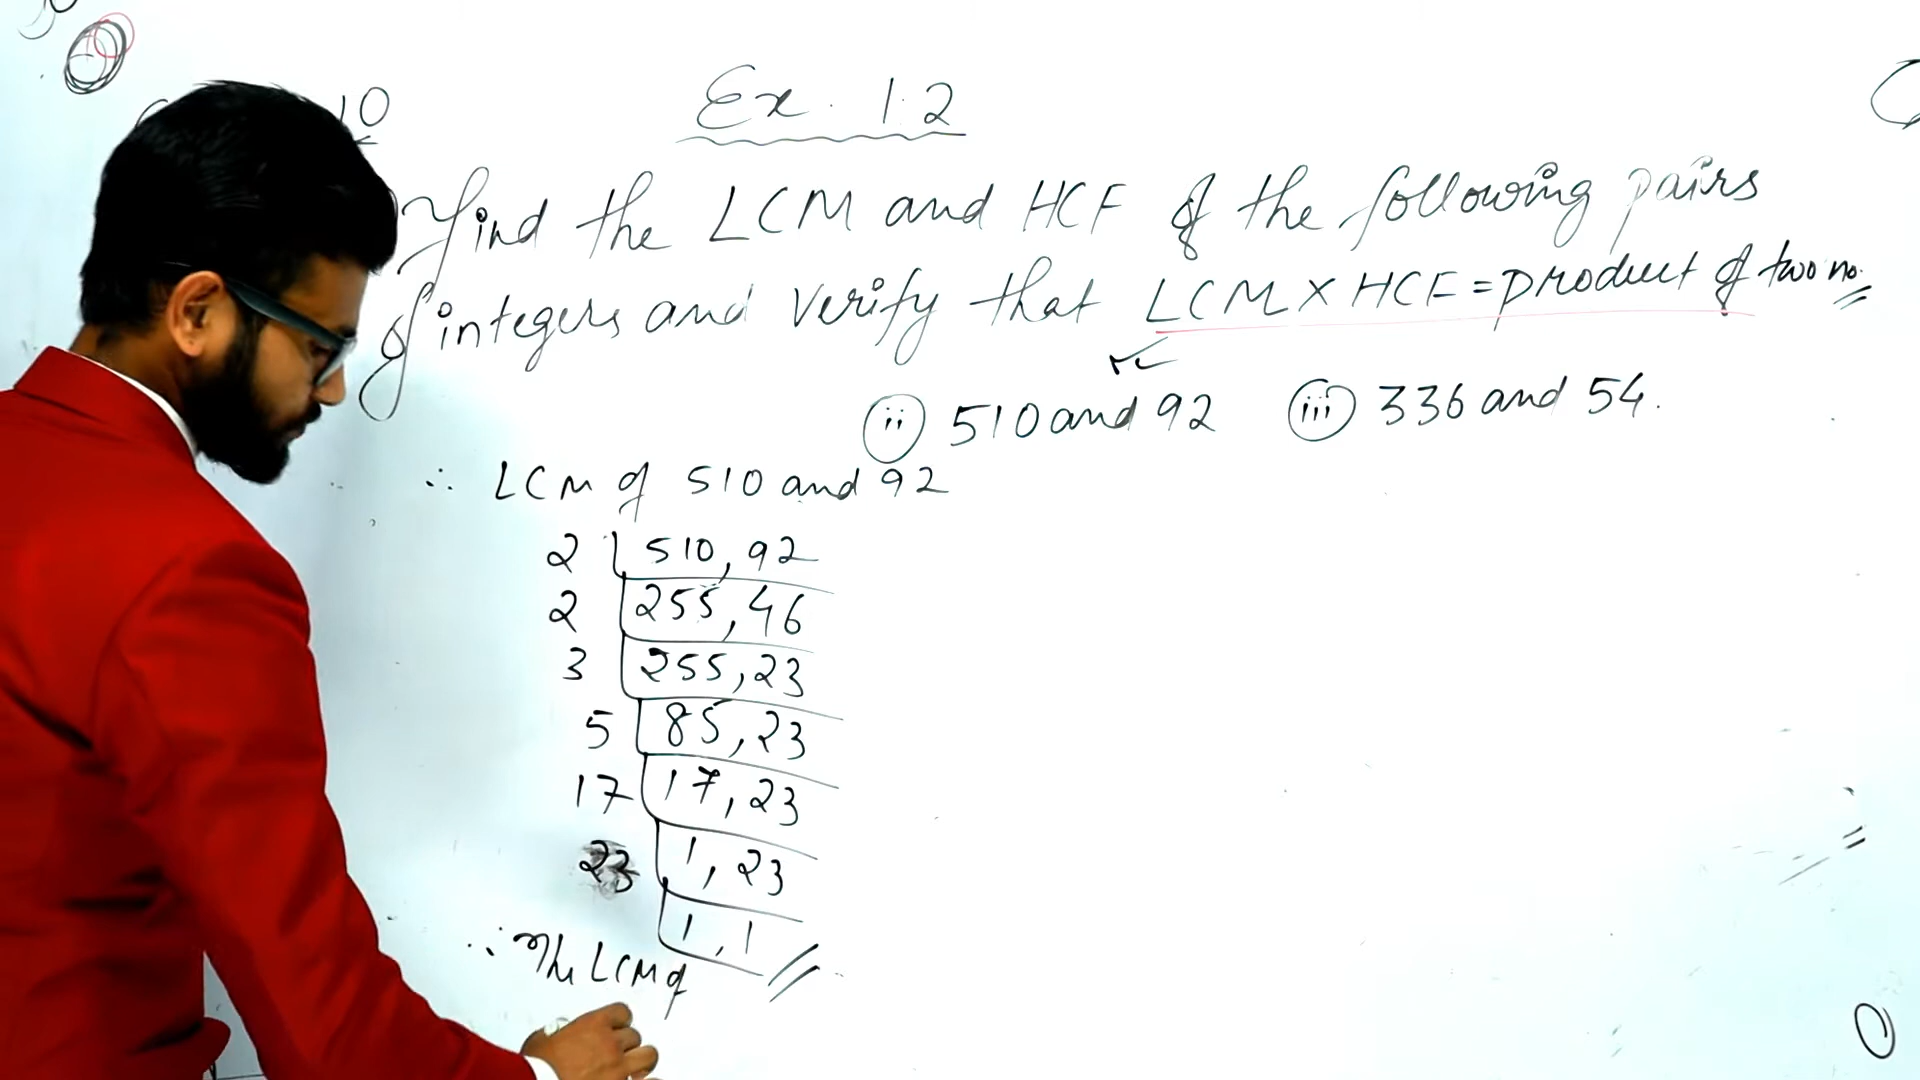 10
Ex. 1.2
Find the LCM and HCF of the following pairs
of integers and verify that LCM × HCF = product of two no.
(ii) 510 and 92 (iii) 336 and 54.
∴ LCM of 510 and 92
2 | 510, 92
2 | 255, 46
3 | 255, 23
5 | 85, 23
17 | 17, 23
23 | 1, 23
1, 1
∴ The LCM of